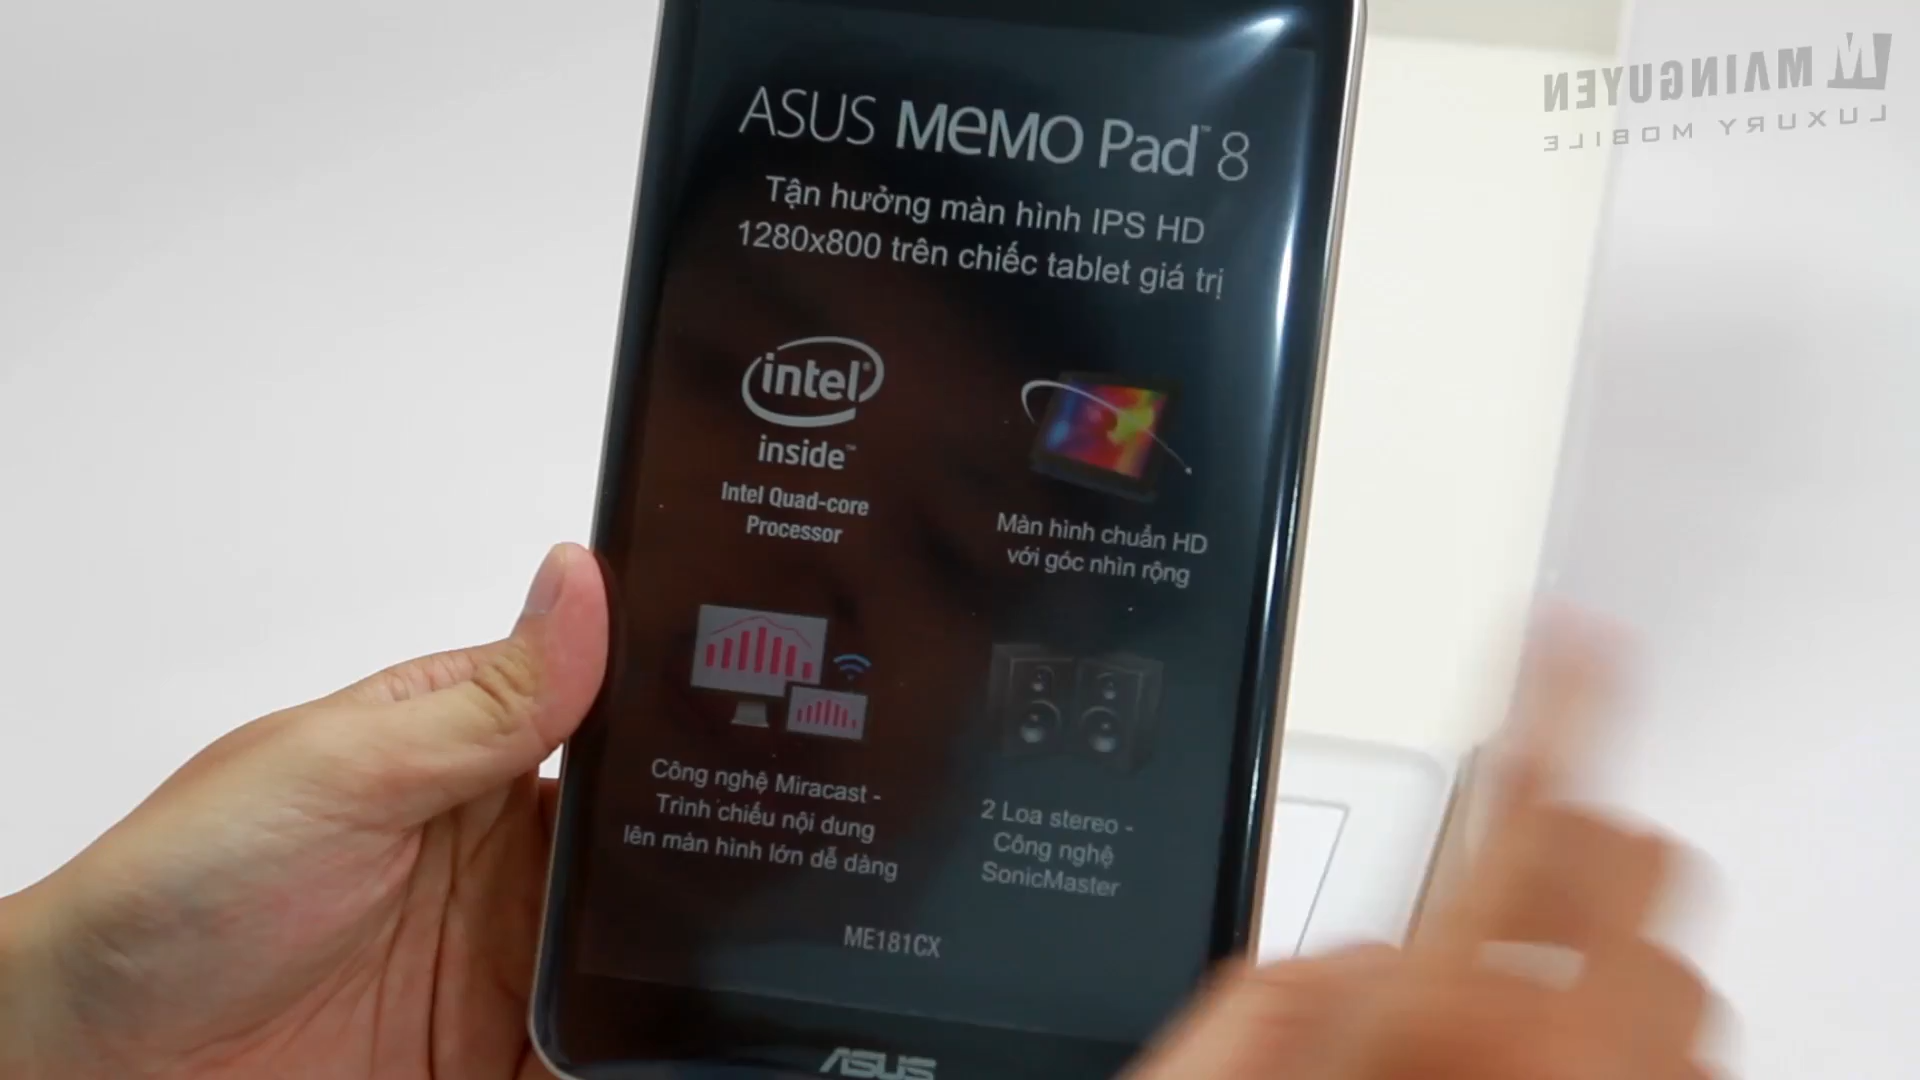 MAINGUYEN
LUXURY MOBILE
ASUS MeMO Pad™ 8
Tận hưởng màn hình IPS HD
1280x800 trên chiếc tablet giá trị
intel®
inside™
Intel Quad-core
Processor
Màn hình chuẩn HD
với góc nhìn rộng
Công nghệ Miracast -
Trình chiếu nội dung
lên màn hình lớn dễ dàng
2 Loa stereo -
Công nghệ
SonicMaster
ME181CX
ASUS